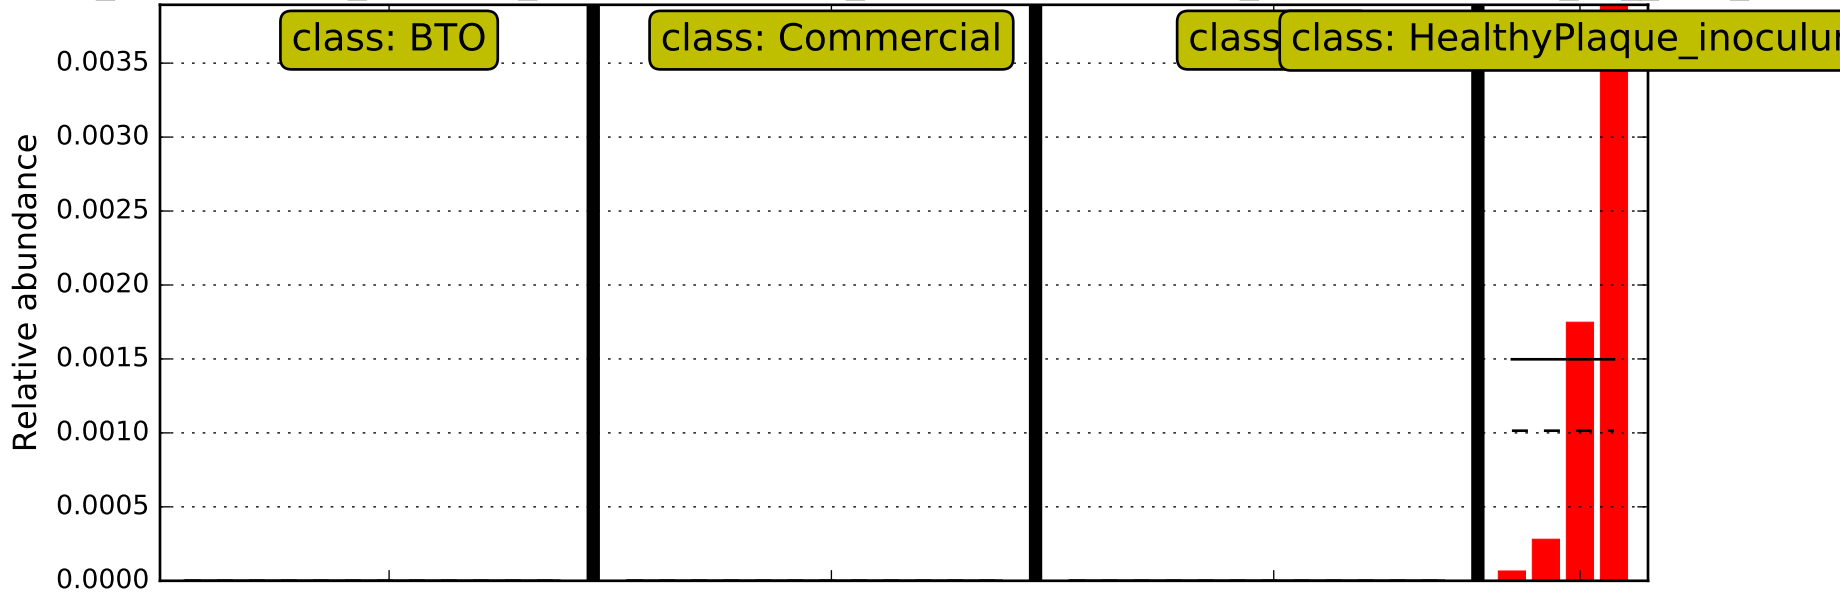 class: BTO
class: Commercial
class
class: HealthyPlaque_inoculu
0.0035
0.0030
0.0025
0.0020
0.0015
0.0010
0.0005
0.0000
Relative abundance